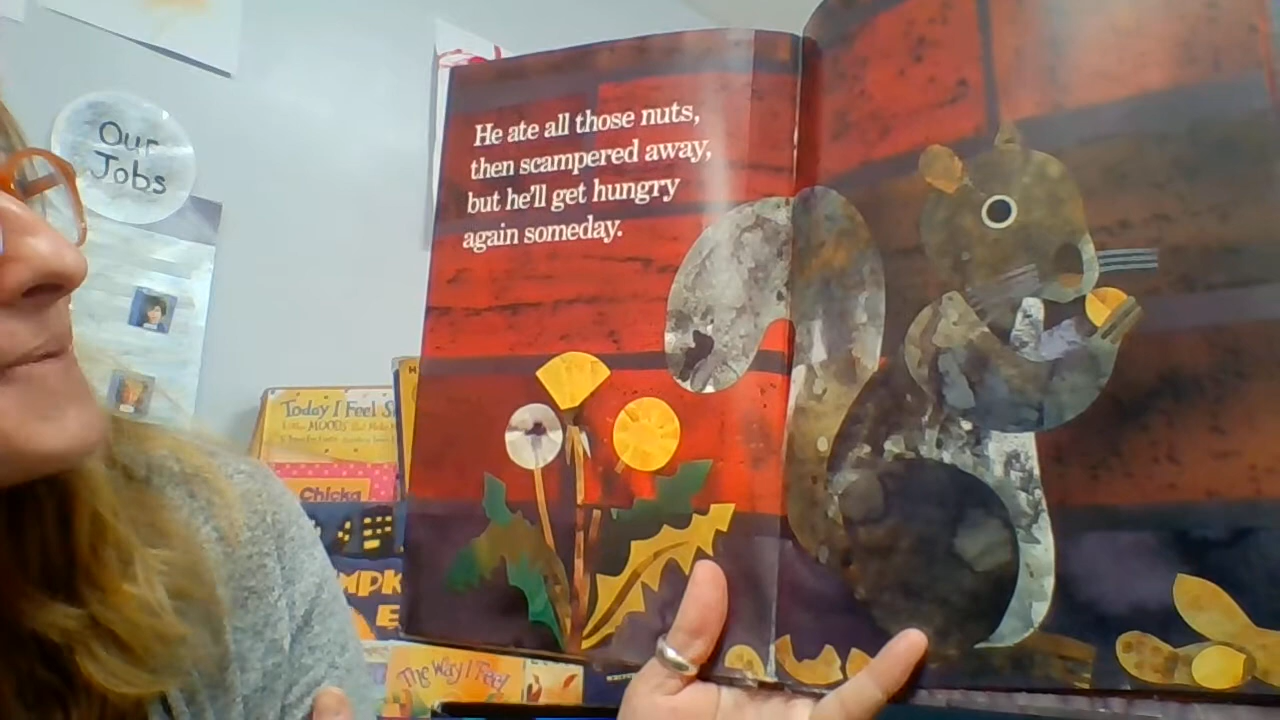 Our
Jobs
He ate all those nuts,
then scampered away,
but he'll get hungry
again someday.
Today I Feel
Chicka
The Way I Feel